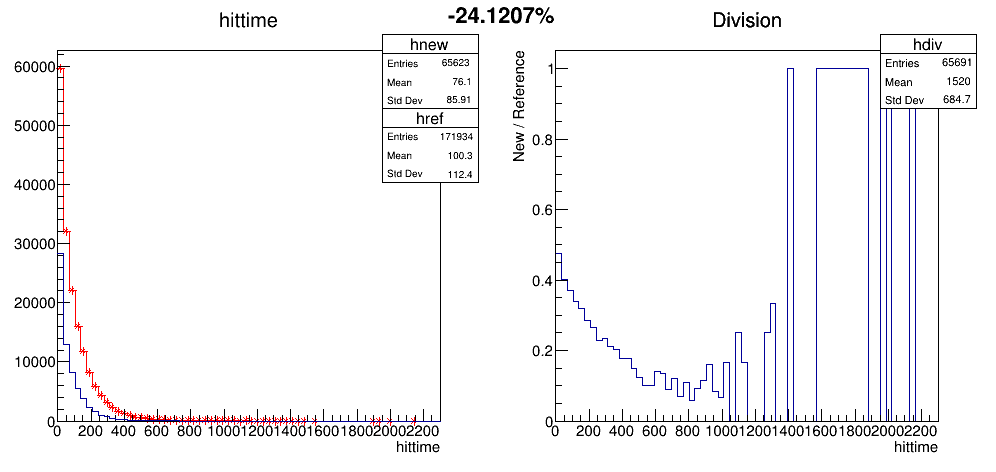 -24.1207%
hittime
hnew
Entries 65623
Mean 76.1
Std Dev 85.91
href
Entries 171934
Mean 100.3
Std Dev 112.4
60000
50000
40000
30000
20000
10000
0
0 200 400 600 800 1000 1200 1400 1600 1800 2000 2200
hittime
Division
hdiv
Entries 65691
Mean 1520
Std Dev 684.7
New / Reference
1
0.8
0.6
0.4
0.2
0
0 200 400 600 800 1000 1200 1400 1600 1800 2000 2200
hittime